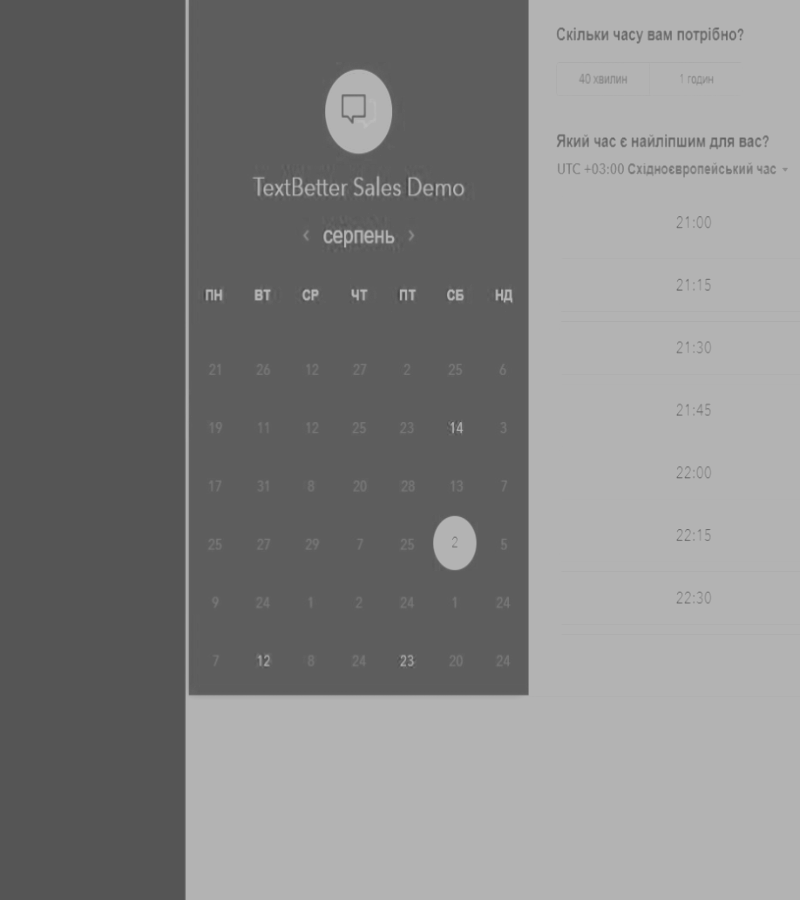 TextBetter Sales Demo
‹ серпень ›
ПН ВТ СР ЧТ ПТ СБ НД
21 26 12 27 2 25 6
19 11 12 25 23 14 3
17 31 8 20 28 13 7
25 27 29 7 25 2 5
9 24 1 2 24 1 24
7 12 8 24 23 20 24
Скільки часу вам потрібно?
40 хвилин 1 годин
Який час є найліпшим для вас?
UTC +03:00 Східноєвропейський час
21:00
21:15
21:30
21:45
22:00
22:15
22:30